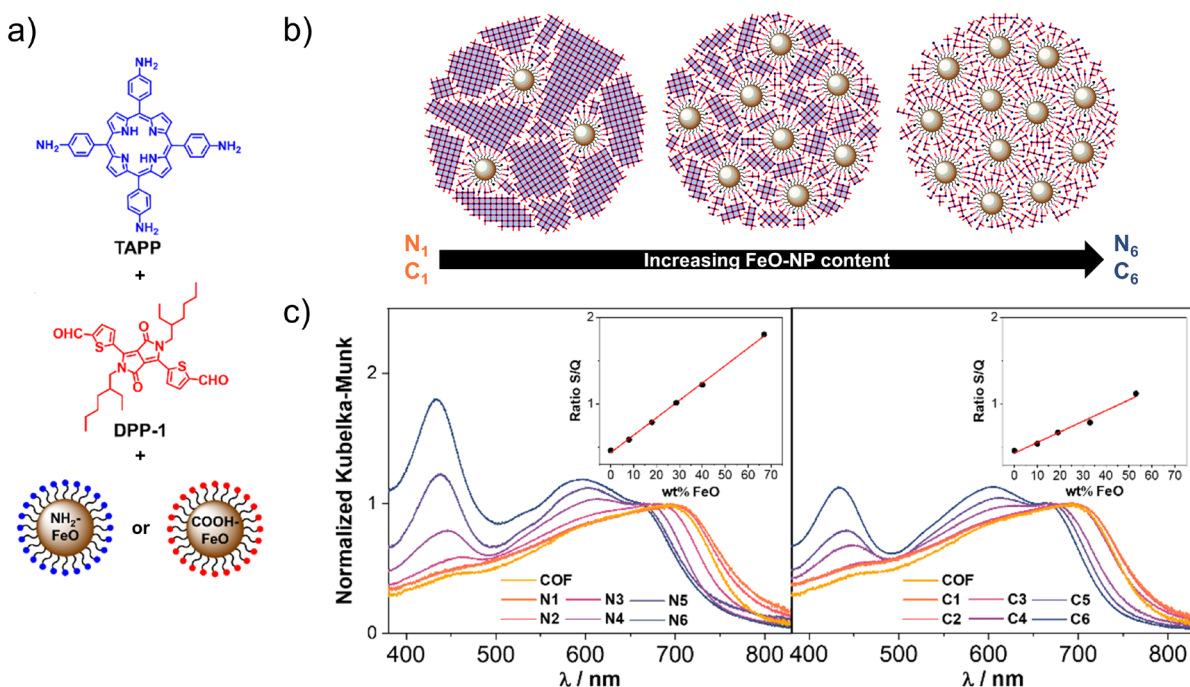 a)
NH2
NH2
NH2
NH2
N
NH
N
HN
TAPP
+
OHC
S
O
N
N
O
S
CHO
DPP-1
+
NH2-
FeO
or
COOH-
FeO
b)
N1
C1
Increasing FeO-NP content
N6
C6
c)
Normalized Kubelka-Munk
2
1
0
400 500 600 700 800
λ / nm
Ratio S/Q
2
1
0 10 20 30 40 50 60 70
wt% FeO
COF
N1 N3 N5
N2 N4 N6
400 500 600 700 800
λ / nm
Ratio S/Q
2
1
0 10 20 30 40 50 60 70
wt% FeO
COF
C1 C3 C5
C2 C4 C6